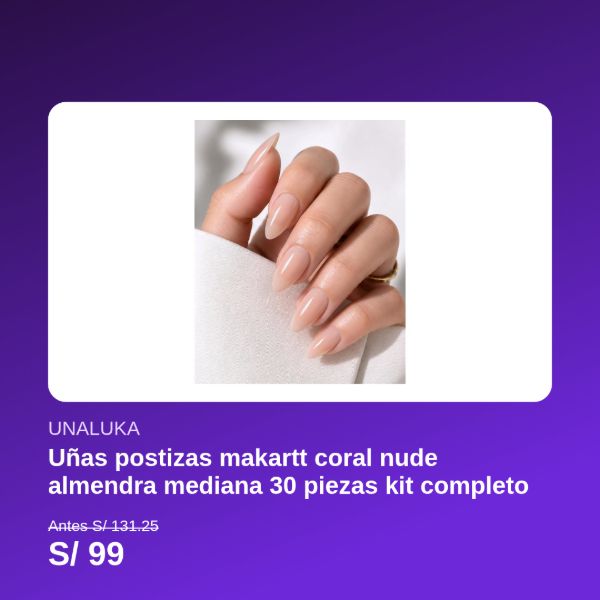 UNALUKA
Uñas postizas makartt coral nude
almendra mediana 30 piezas kit completo
Antes S/ 131.25
S/ 99